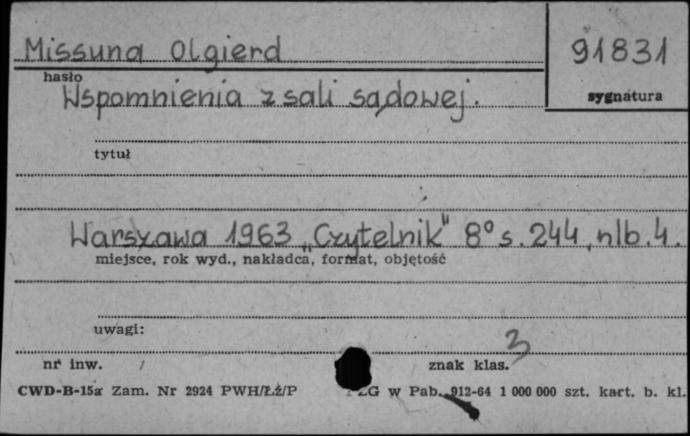 Missuna Olgierd
91831
hasło
sygnatura
Wspomnienia z sali sądowej.
tytuł
Warszawa 1963 „Czytelnik" 8° s. 244, nlb. 4.
miejsce, rok wyd., nakładca, format, objętość
uwagi:
3
nr inw.
znak klas.
CWD-B-15a Zam. Nr 2924 PWH/Łź/P
w Pab. 912-64 1 000 000 szt. kart. b. kl.